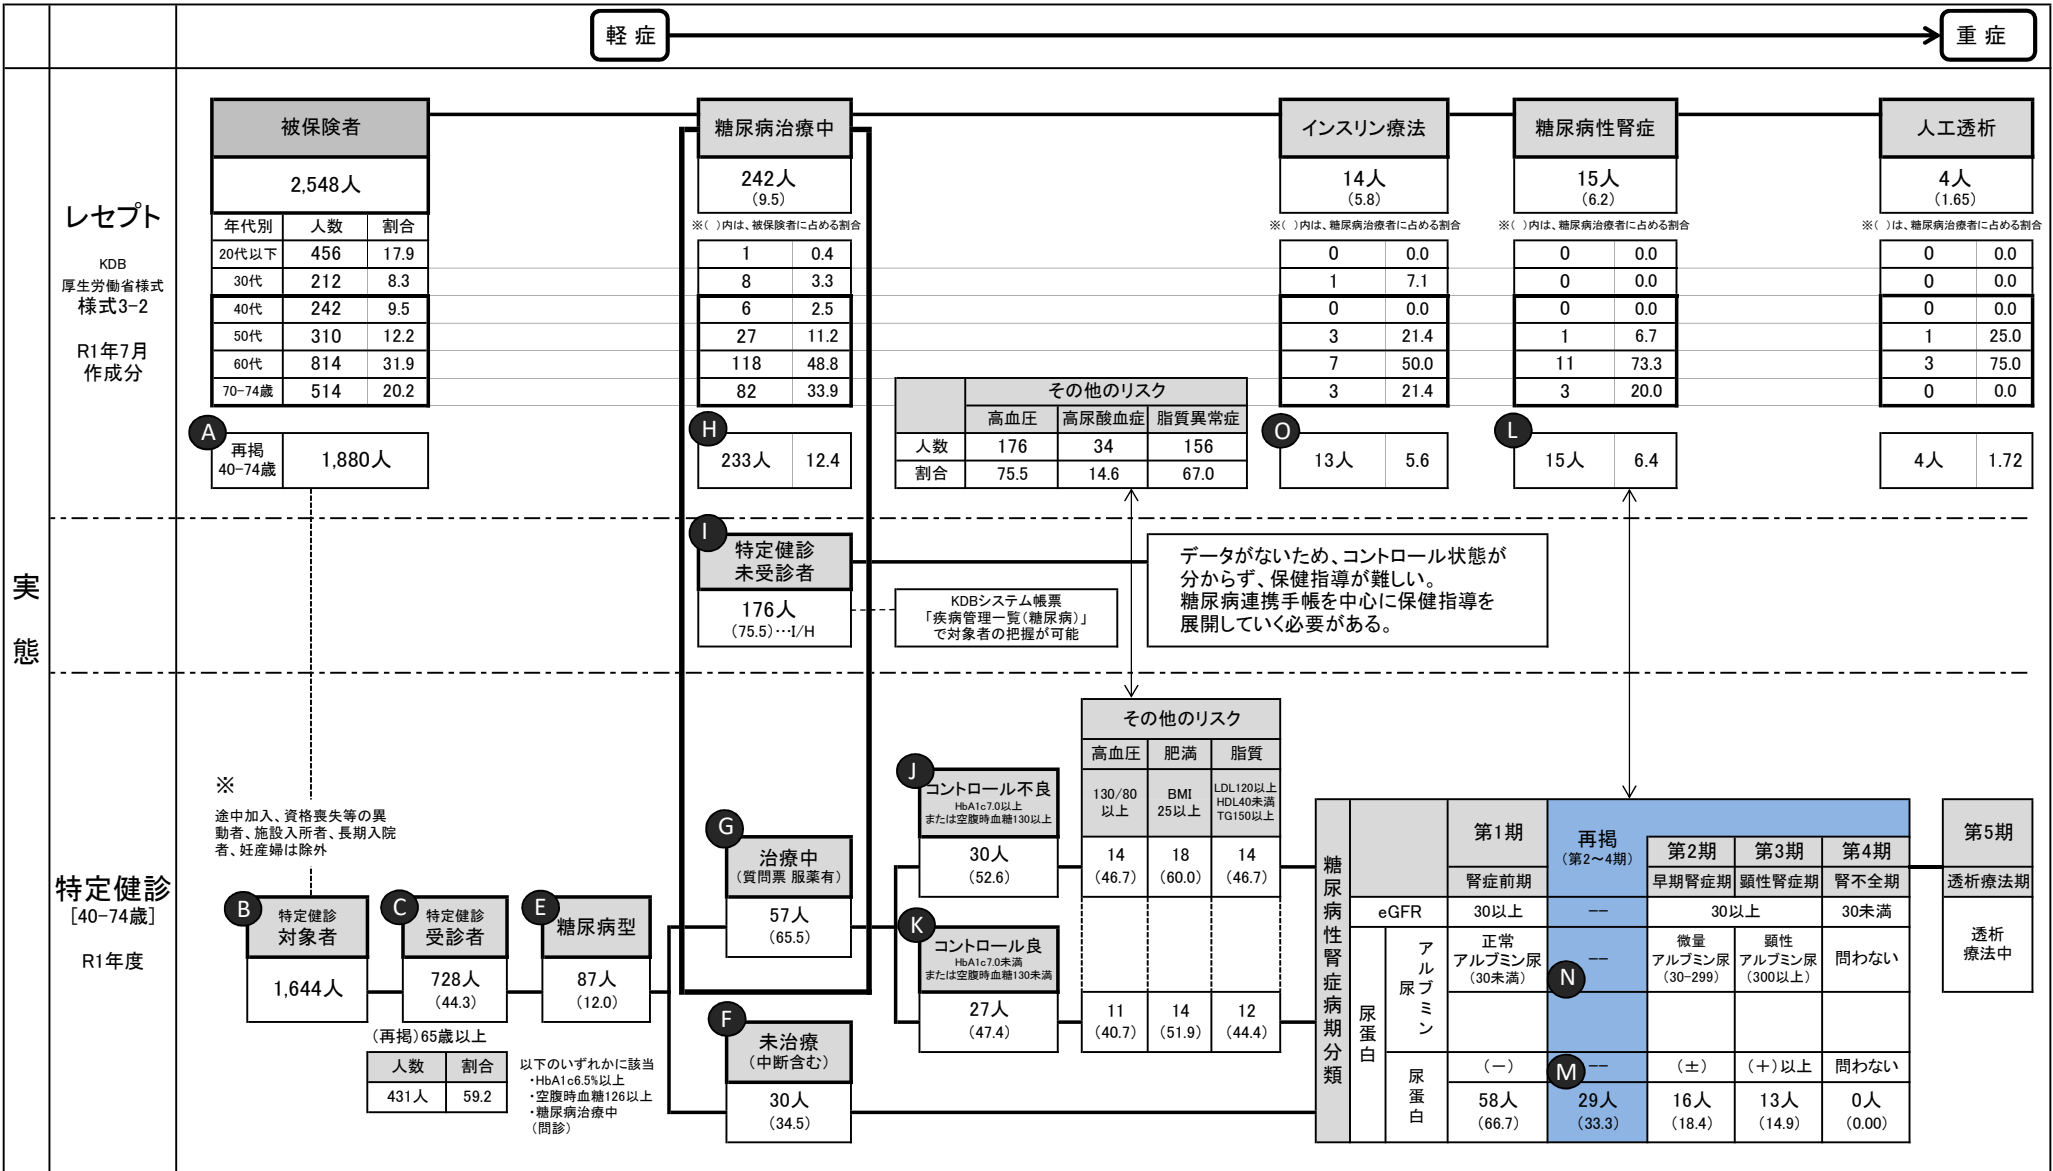 軽症
重症
実態
レセプト
KDB
厚生労働省様式
様式3-2
R1年7月
作成分
被保険者
2,548人
年代別 人数 割合
20代以下 456 17.9
30代 212 8.3
40代 242 9.5
50代 310 12.2
60代 814 31.9
70-74歳 514 20.2
A
再掲
40-74歳
1,880人
糖尿病治療中
242人
(9.5)
※( )内は、被保険者に占める割合
1 0.4
8 3.3
6 2.5
27 11.2
118 48.8
82 33.9
H
233人 12.4
その他のリスク
高血圧 高尿酸血症 脂質異常症
人数 176 34 156
割合 75.5 14.6 67.0
インスリン療法
14人
(5.8)
※( )内は、糖尿病治療者に占める割合
0 0.0
1 7.1
0 0.0
3 21.4
7 50.0
3 21.4
O
13人 5.6
糖尿病性腎症
15人
(6.2)
※( )内は、糖尿病治療者に占める割合
0 0.0
0 0.0
0 0.0
1 6.7
11 73.3
3 20.0
L
15人 6.4
人工透析
4人
(1.65)
※( )は、糖尿病治療者に占める割合
0 0.0
0 0.0
0 0.0
1 25.0
3 75.0
0 0.0
4人 1.72
I
特定健診
未受診者
176人
(75.5)…I/H
KDBシステム帳票
「疾病管理一覧(糖尿病)」
で対象者の把握が可能
データがないため、コントロール状態が
分からず、保健指導が難しい。
糖尿病連携手帳を中心に保健指導を
展開していく必要がある。
特定健診
[40-74歳]
R1年度
※
途中加入、資格喪失等の異
動者、施設入所者、長期入院
者、妊産婦は除外
B
特定健診
対象者
1,644人
C
特定健診
受診者
728人
(44.3)
(再掲)65歳以上
人数 割合
431人 59.2
E
糖尿病型
87人
(12.0)
以下のいずれかに該当
・HbA1c6.5%以上
・空腹時血糖126以上
・糖尿病治療中
(問診)
G
治療中
(質問票 服薬有)
57人
(65.5)
F
未治療
(中断含む)
30人
(34.5)
J
コントロール不良
HbA1c7.0以上
または空腹時血糖130以上
30人
(52.6)
K
コントロール良
HbA1c7.0未満
または空腹時血糖130未満
27人
(47.4)
その他のリスク
高血圧 肥満 脂質
130/80
以上
BMI
25以上
LDL120以上
HDL40未満
TG150以上
14 18 14
(46.7) (60.0) (46.7)
11 14 12
(40.7) (51.9) (44.4)
糖尿病性腎症病期分類
第1期
再掲
(第2~4期)
第2期 第3期 第4期
第5期
腎症前期 早期腎症期 顕性腎症期 腎不全期 透析療法期
eGFR 30以上 -- 30以上 30未満
尿蛋白
尿アルブミン
正常
アルブミン尿
(30未満)
N
--
微量
アルブミン尿
(30-299)
顕性
アルブミン尿
(300以上)
問わない
透析
療法中
尿蛋白
(-) M -- (±) (+)以上 問わない
58人 29人 16人 13人 0人
(66.7) (33.3) (18.4) (14.9) (0.00)